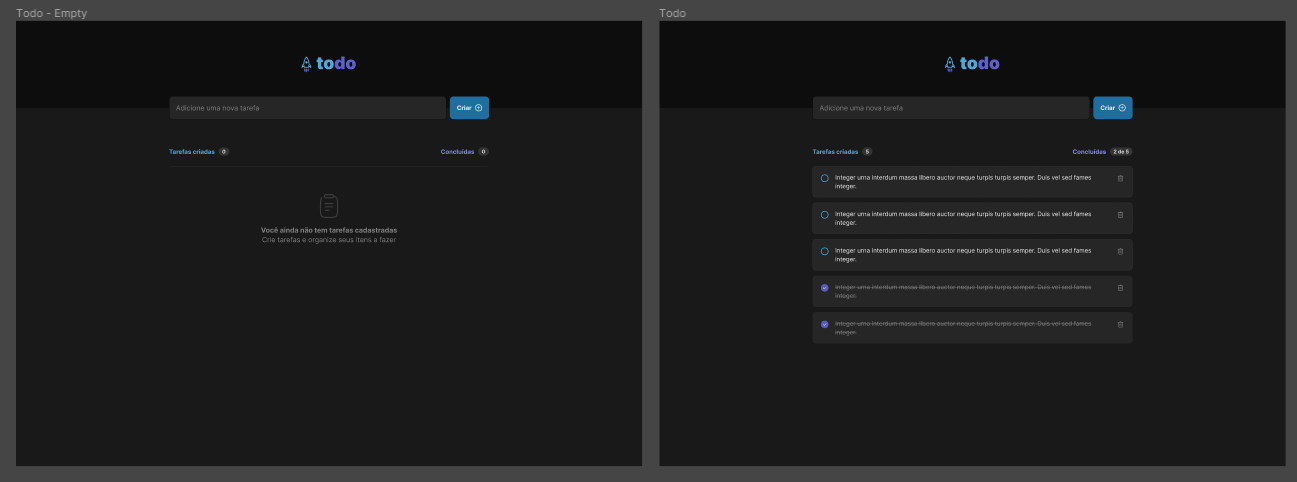 Todo - Empty
todo
Adicione uma nova tarefa
Criar
Tarefas criadas 0
Concluídas 0
Você ainda não tem tarefas cadastradas
Crie tarefas e organize seus itens a fazer
Todo
todo
Adicione uma nova tarefa
Criar
Tarefas criadas 5
Concluídas 2 de 5
Integer urna interdum massa libero auctor neque turpis turpis semper. Duis vel sed fames
integer.
Integer urna interdum massa libero auctor neque turpis turpis semper. Duis vel sed fames
integer.
Integer urna interdum massa libero auctor neque turpis turpis semper. Duis vel sed fames
integer.
Integer urna interdum massa libero auctor neque turpis turpis semper. Duis vel sed fames
integer.
Integer urna interdum massa libero auctor neque turpis turpis semper. Duis vel sed fames
integer.